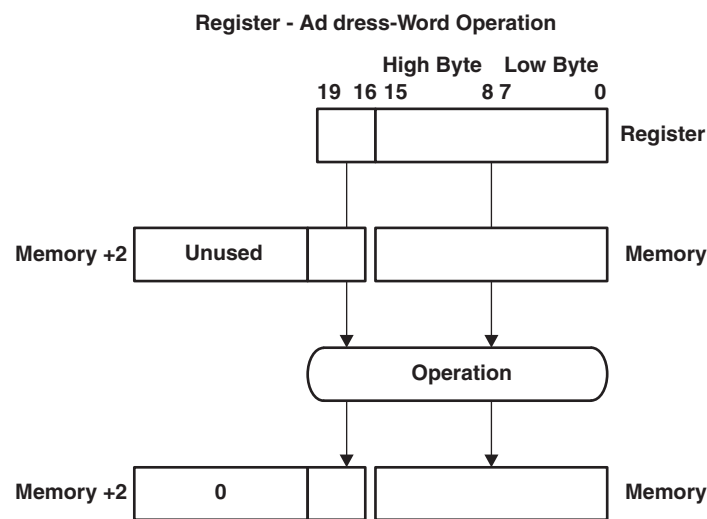 Register - Ad dress-Word Operation
High Byte Low Byte
19 16 15 8 7 0
Register
Memory +2 Unused Memory
Operation
Memory +2 0 Memory